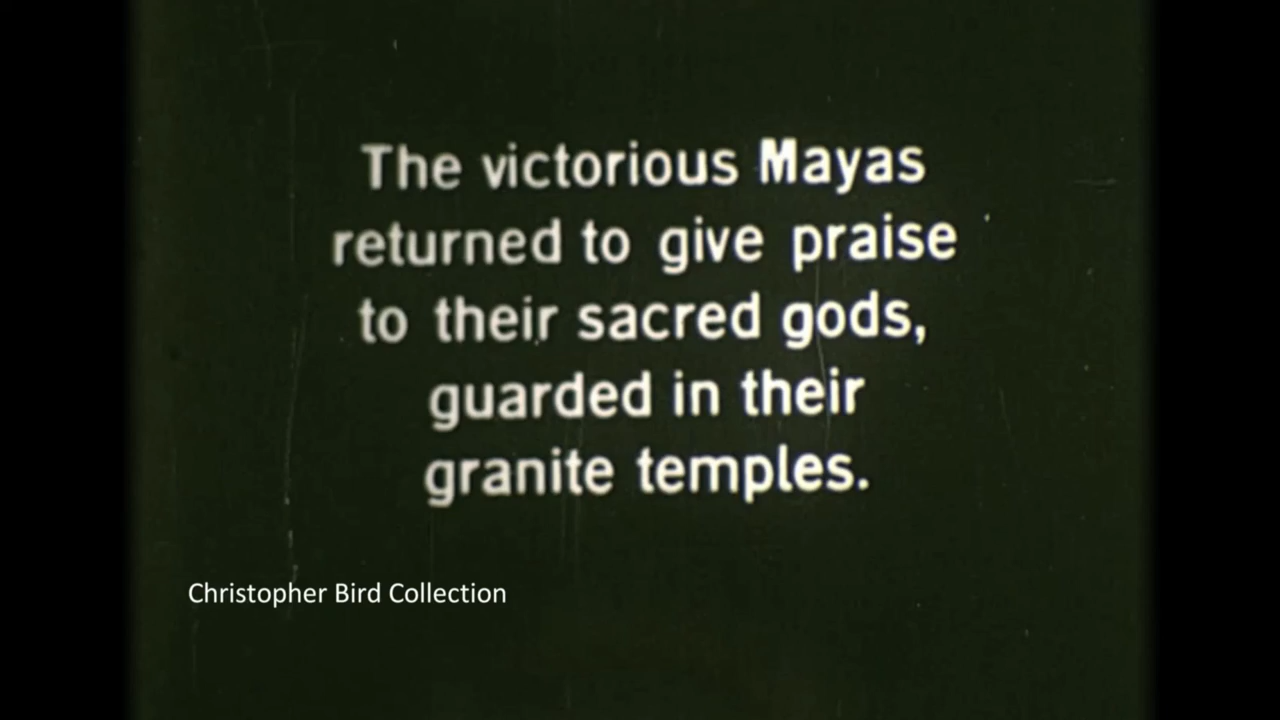 The victorious Mayas
returned to give praise
to their sacred gods,
guarded in their
granite temples.
Christopher Bird Collection